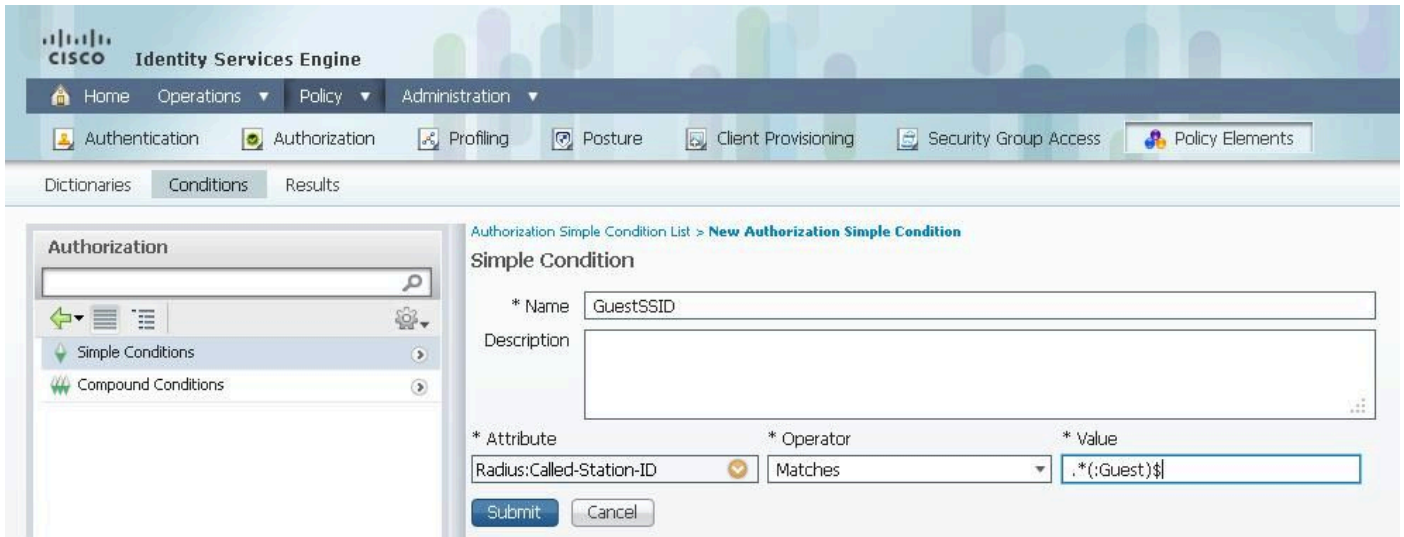 CISCO Identity Services Engine
Home Operations Policy Administration
Authentication Authorization Profiling Posture Client Provisioning Security Group Access Policy Elements
Dictionaries Conditions Results
Authorization
Simple Conditions
Compound Conditions
Authorization Simple Condition List > New Authorization Simple Condition
Simple Condition
* Name GuestSSID
Description
* Attribute * Operator * Value
Radius:Called-Station-ID Matches .*(:Guest)$
Submit Cancel